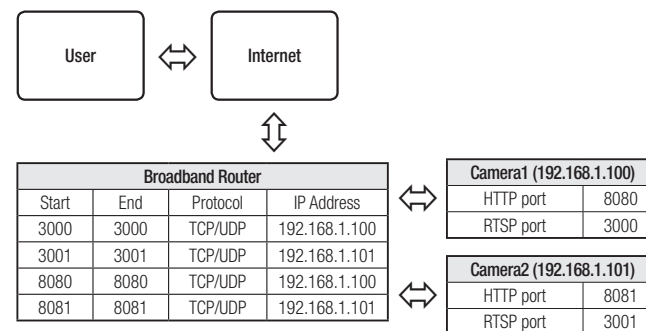 User
Internet
Broadband Router
Start End Protocol IP Address
3000 3000 TCP/UDP 192.168.1.100
3001 3001 TCP/UDP 192.168.1.101
8080 8080 TCP/UDP 192.168.1.100
8081 8081 TCP/UDP 192.168.1.101
Camera1 (192.168.1.100)
HTTP port 8080
RTSP port 3000
Camera2 (192.168.1.101)
HTTP port 8081
RTSP port 3001